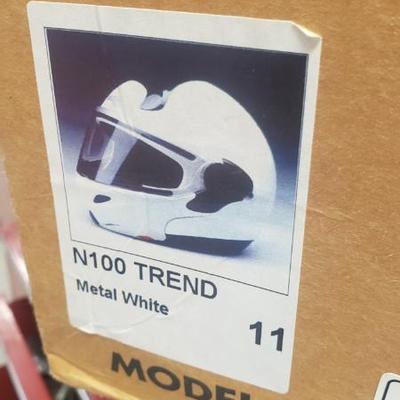 N100 TREND
Metal White
11
MODEL